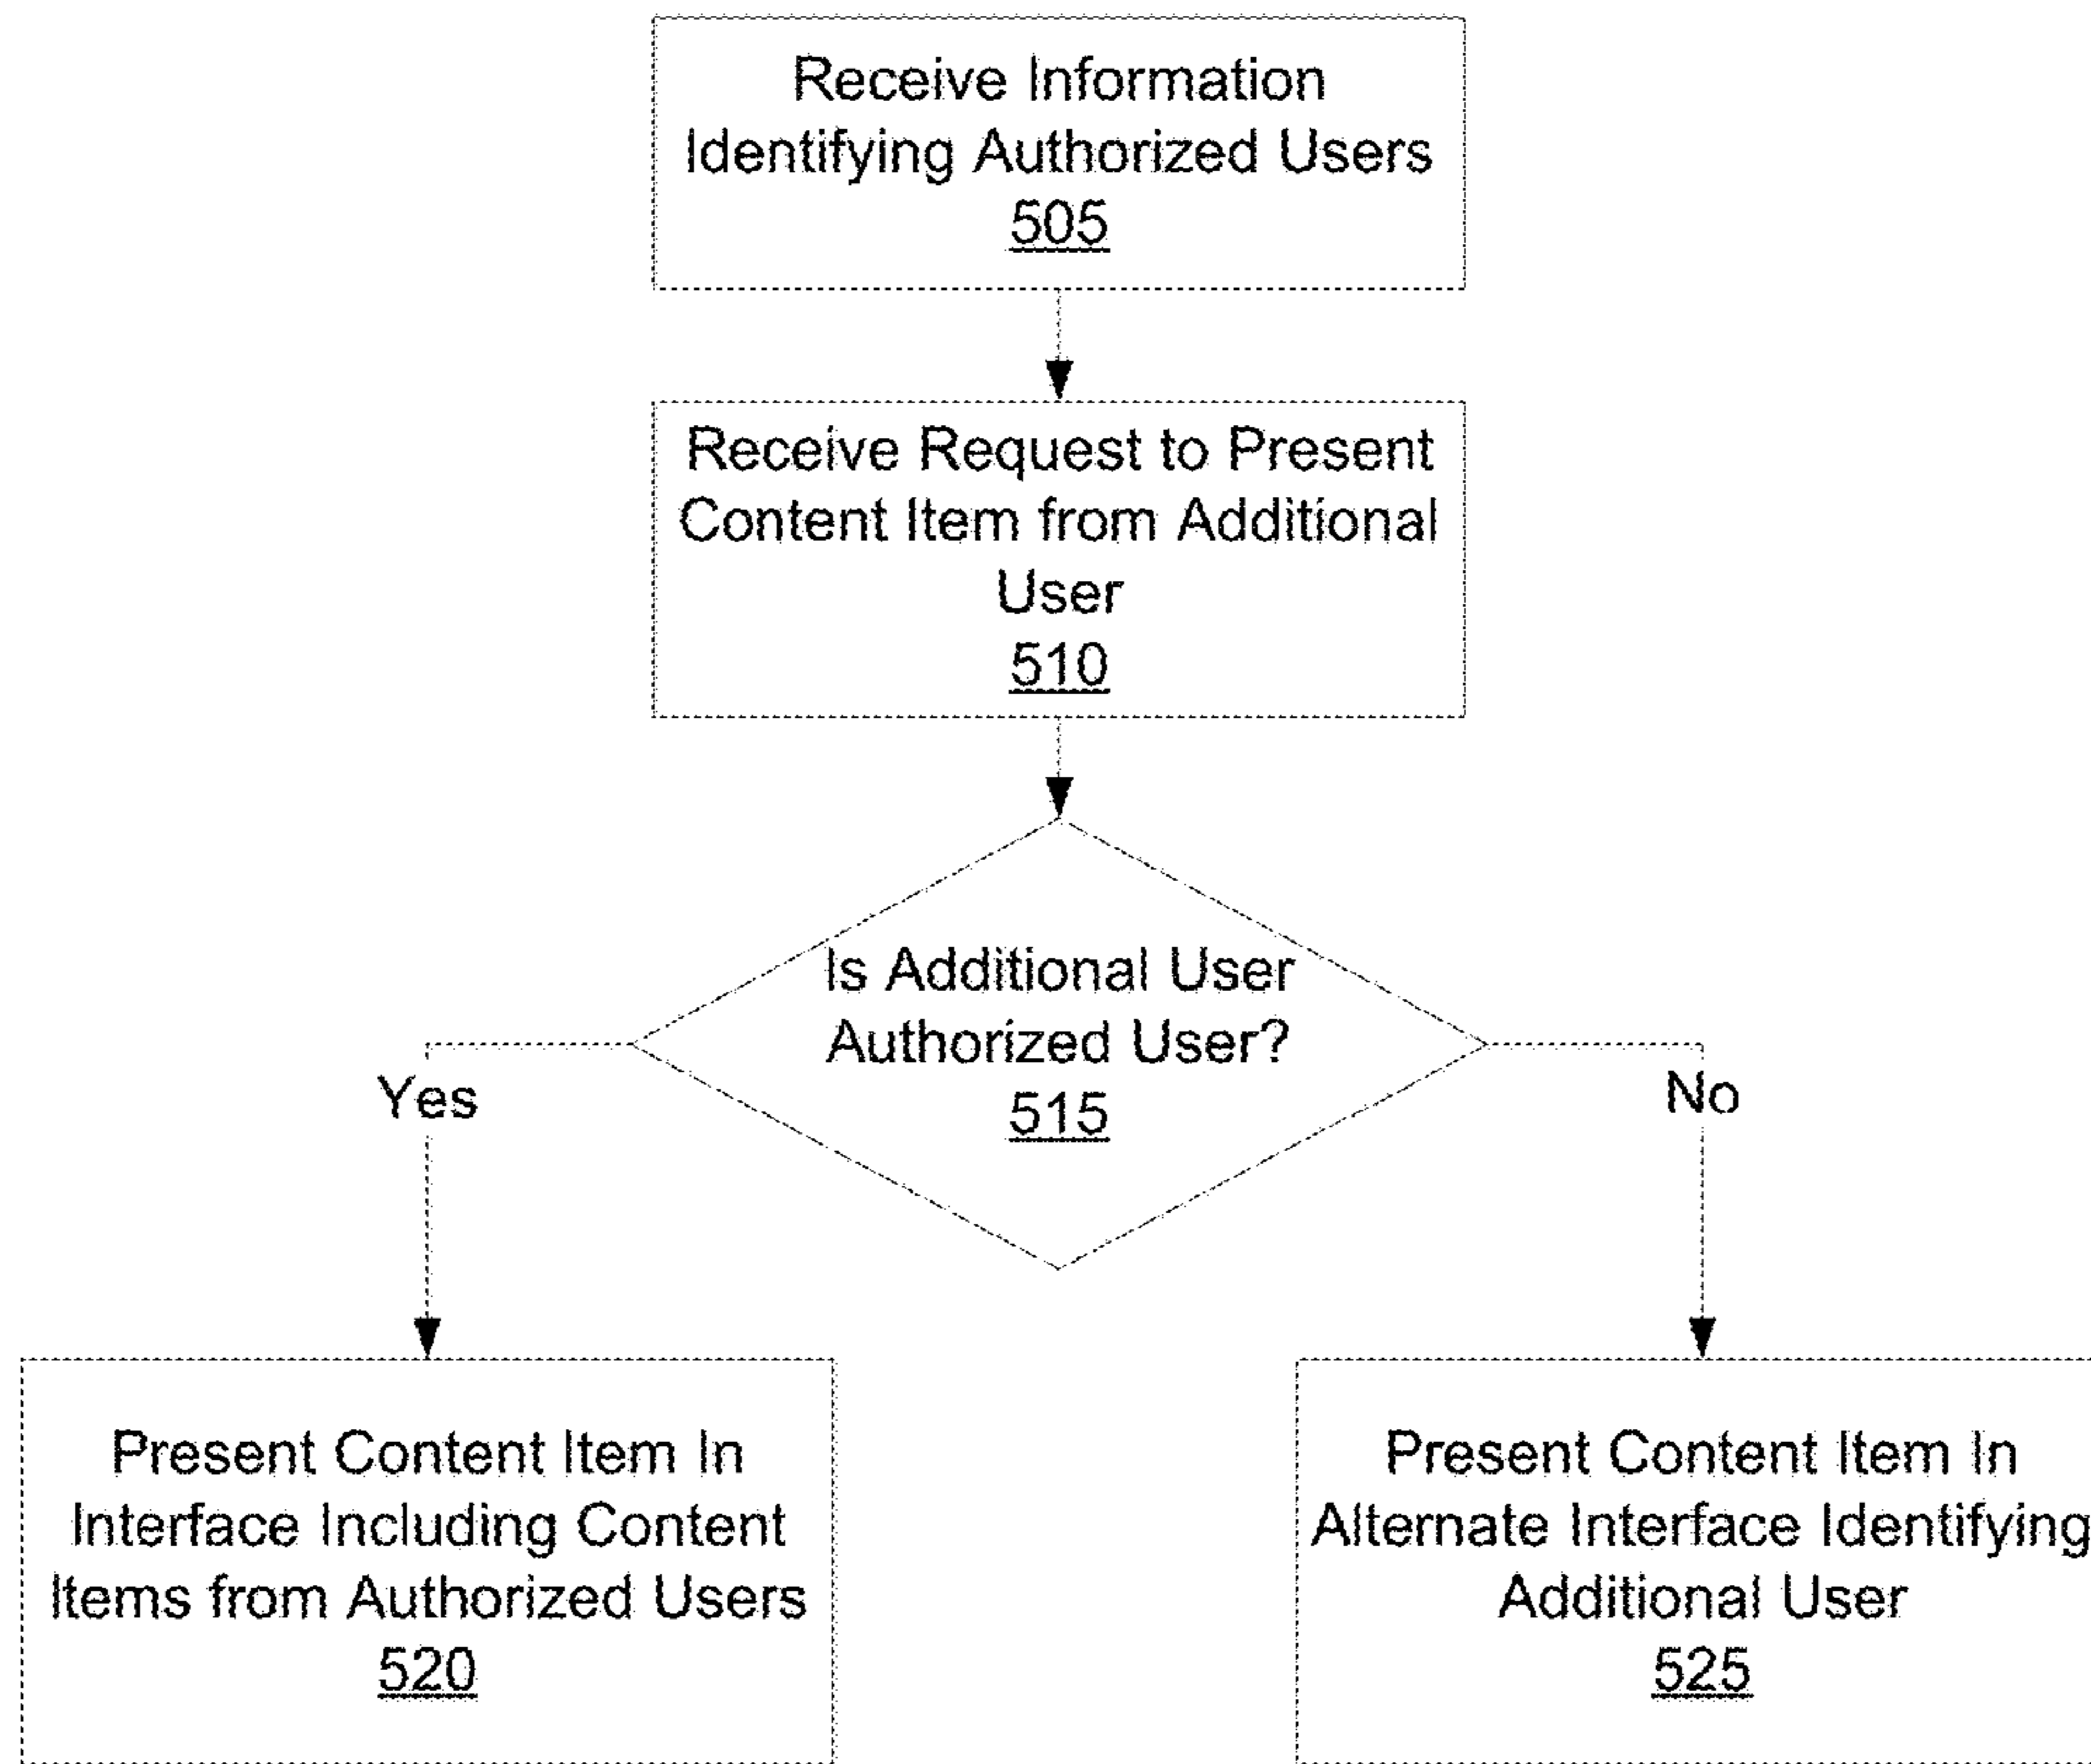 Receive Information
Identifying Authorized Users
505
Receive Request to Present
Content Item from Additional
User
510
Is Additional User
Authorized User?
515
Yes
No
Present Content Item In
Interface Including Content
Items from Authorized Users
520
Present Content Item In
Alternate Interface Identifying
Additional User
525